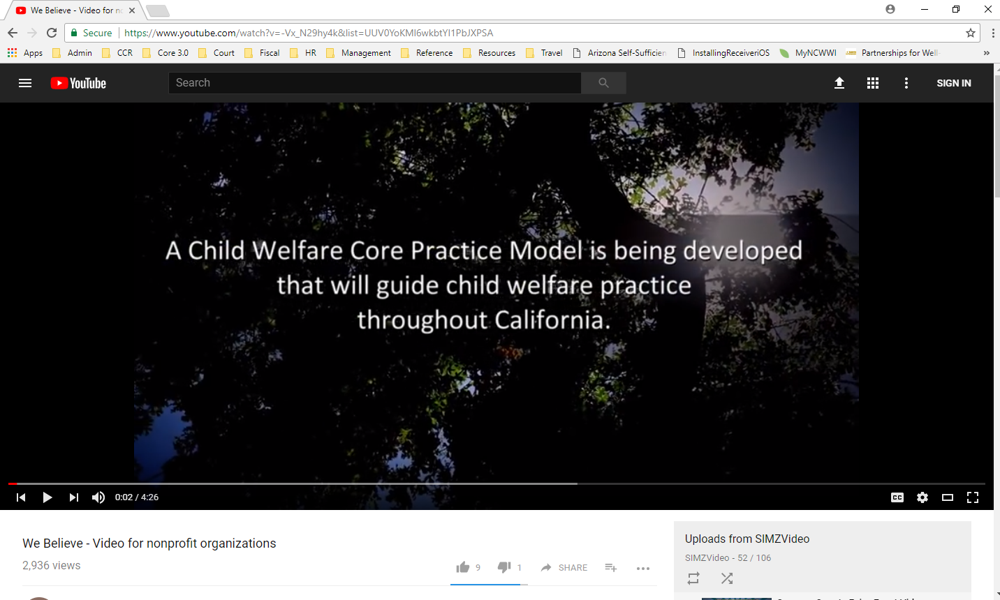 We Believe - Video for n
Secure
https://www.youtube.com/watch?v=-Vx_N29hy4k&list=UUV0YoKMl6wkbtYI1PbJXPSA
Apps Admin CCR Core 3.0 Court Fiscal HR Management Reference Resources Travel Arizona Self-Sufficien InstallingReceiveriOS MyNCWWI Partnerships for Well-
YouTube
Search
SIGN IN
A Child Welfare Core Practice Model is being developed
that will guide child welfare practice
throughout California.
0:02 / 4:26
CC
We Believe - Video for nonprofit organizations
2,936 views
9 1 SHARE
Uploads from SIMZVideo
SIMZVideo - 52 / 106